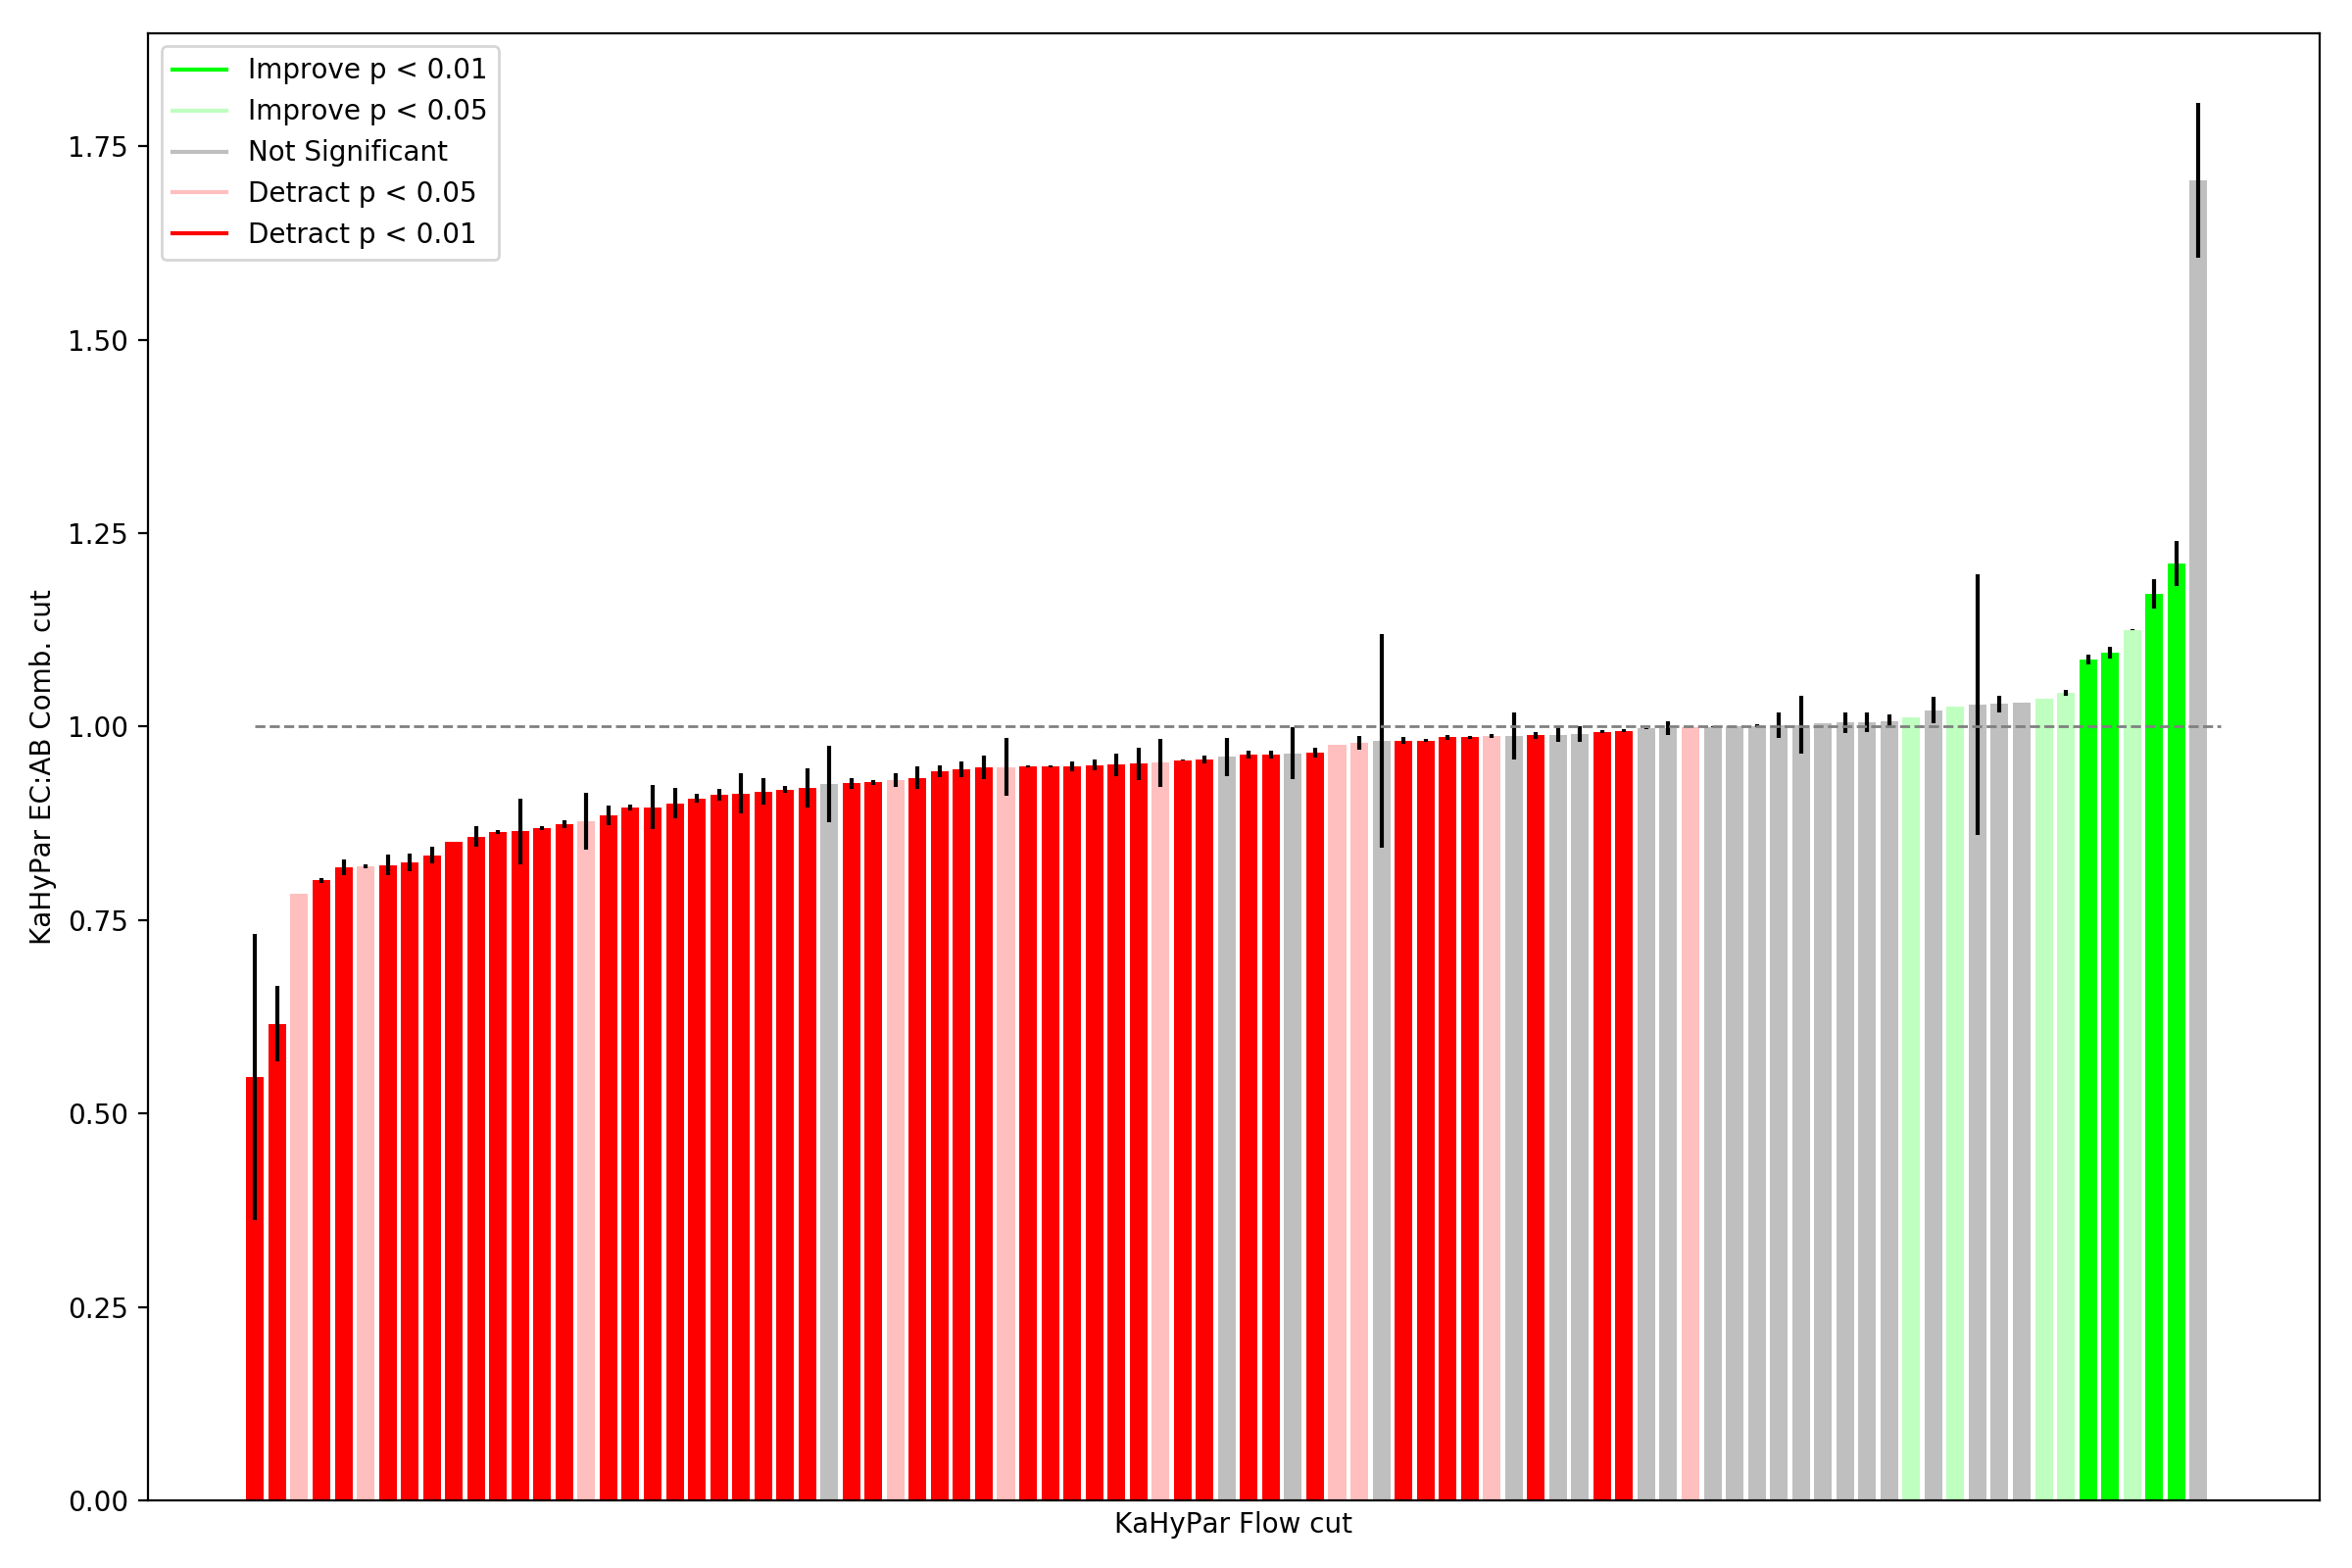 Improve p < 0.01
Improve p < 0.05
Not Significant
Detract p < 0.05
Detract p < 0.01
1.75
1.50
1.25
1.00
0.75
0.50
0.25
0.00
KaHyPar EC:AB Comb. cut
KaHyPar Flow cut